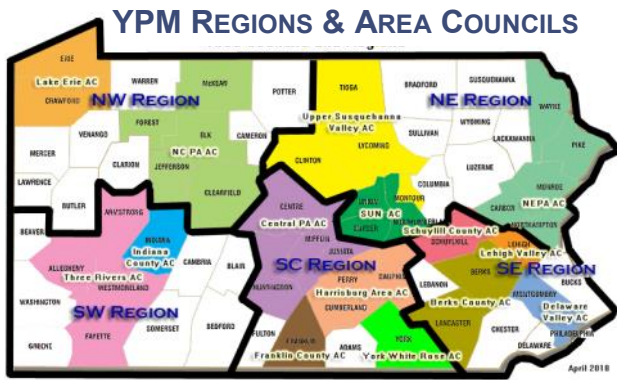 YPM REGIONS & AREA COUNCILS
ERIE
Lake Erie AC
CRAWFORD
WARREN
McKEAN
POTTER
NW REGION
FOREST
VENANGO
ELK
CAMERON
MERCER
CLARION
JEFFERSON
NC PA AC
LAWRENCE
BUTLER
CLEARFIELD
TIOGA
BRADFORD
SUSQUEHANNA
WAYNE
NE REGION
Upper Susquehanna
Valley AC
WYOMING
LYCOMING
SULLIVAN
LACKAWANNA
PIKE
CLINTON
LUZERNE
COLUMBIA
MONTOUR
MONROE
CARBON
NEPA AC
NORTHAMPTON
SUN AC
SNYDER
ARMSTRONG
BEAVER
INDIANA
Indiana
County AC
CAMBRIA
BLAIR
ALLEGHENY
Three Rivers AC
WESTMORELAND
WASHINGTON
SW REGION
SOMERSET
BEDFORD
GREENE
FAYETTE
CENTRE
Central PA AC
MIFFLIN
JUNIATA
SC REGION
HUNTINGDON
PERRY
DAUPHIN
Harrisburg Area AC
CUMBERLAND
FULTON
FRANKLIN
ADAMS
YORK
Franklin County AC
York White Rose AC
Schuylill County AC
SCHUYLKILL
LEHIGH
Lehigh Valley AC
SE REGION
LEBANON
BERKS
BUCKS
Berks County AC
MONTGOMERY
LANCASTER
Delaware
Valley AC
CHESTER
PHILADELPHIA
DELAWARE
April 2018